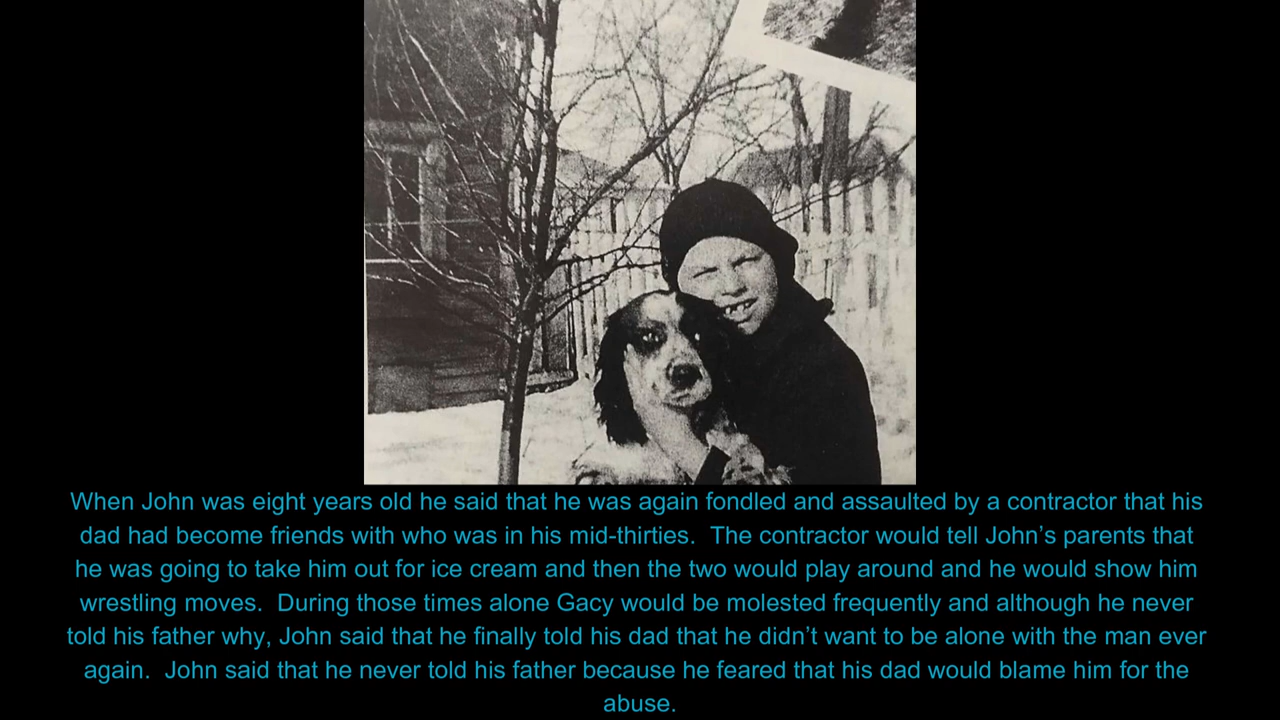 When John was eight years old he said that he was again fondled and assaulted by a contractor that his
dad had become friends with who was in his mid-thirties.  The contractor would tell John’s parents that
he was going to take him out for ice cream and then the two would play around and he would show him
wrestling moves.  During those times alone Gacy would be molested frequently and although he never
told his father why, John said that he finally told his dad that he didn’t want to be alone with the man ever
again.  John said that he never told his father because he feared that his dad would blame him for the
abuse.